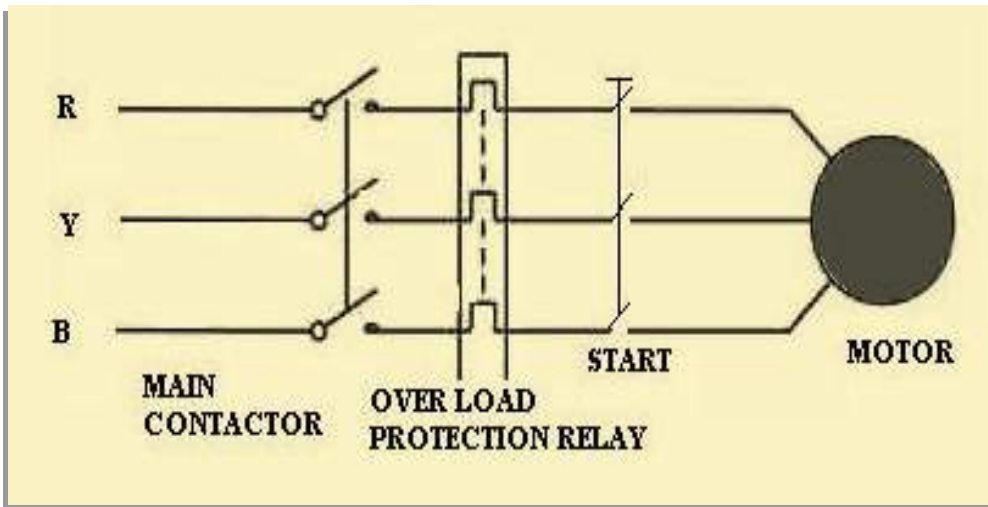 R
Y
B
MAIN
CONTACTOR
OVER LOAD
PROTECTION RELAY
START
MOTOR